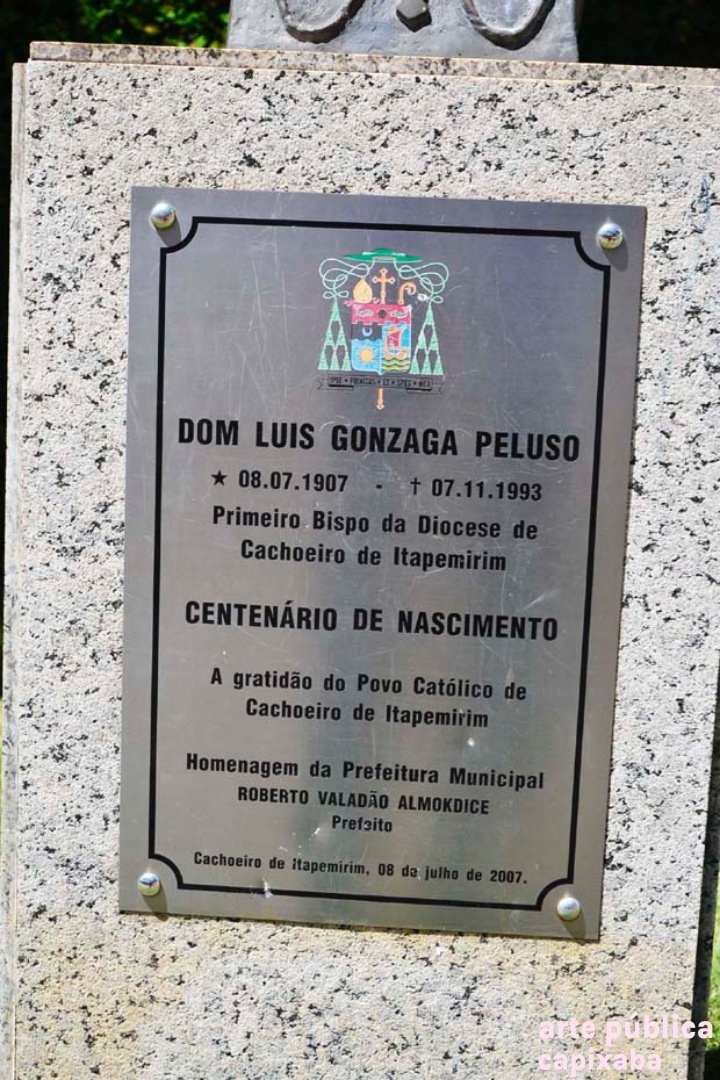 IPSE • FIRMITAS • ET • SPES • MEA
DOM LUIS GONZAGA PELUSO
★ 08.07.1907 - † 07.11.1993
Primeiro Bispo da Diocese de
Cachoeiro de Itapemirim
CENTENÁRIO DE NASCIMENTO
A gratidão do Povo Católico de
Cachoeiro de Itapemirim
Homenagem da Prefeitura Municipal
ROBERTO VALADÃO ALMOKDICE
Prefeito
Cachoeiro de Itapemirim, 08 de julho de 2007.
arte pública
capixaba